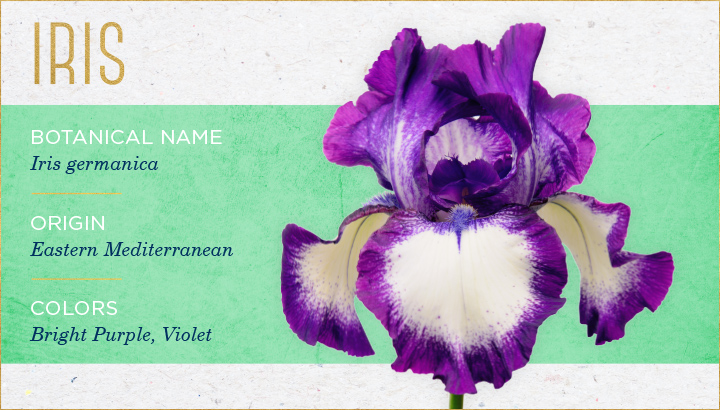 IRIS
BOTANICAL NAME
Iris germanica
ORIGIN
Eastern Mediterranean
COLORS
Bright Purple, Violet